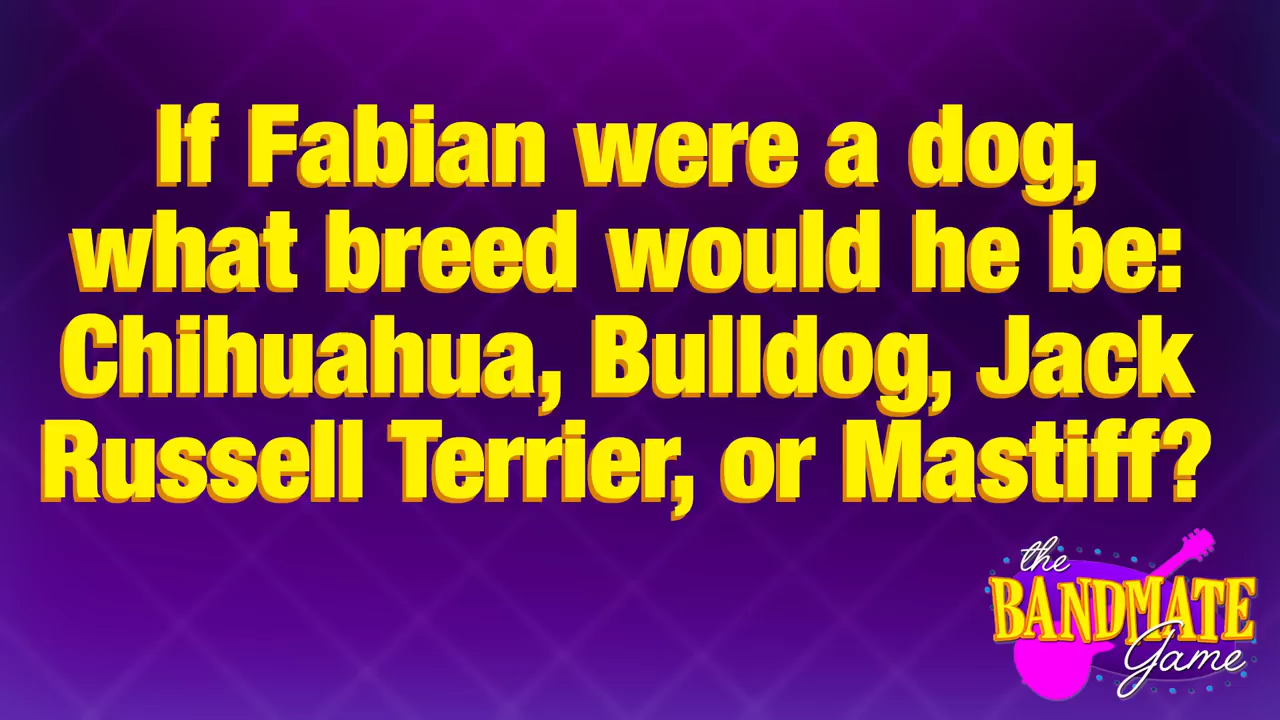 If Fabian were a dog,
what breed would he be:
Chihuahua, Bulldog, Jack
Russell Terrier, or Mastiff?
the
BANDMATE
Game